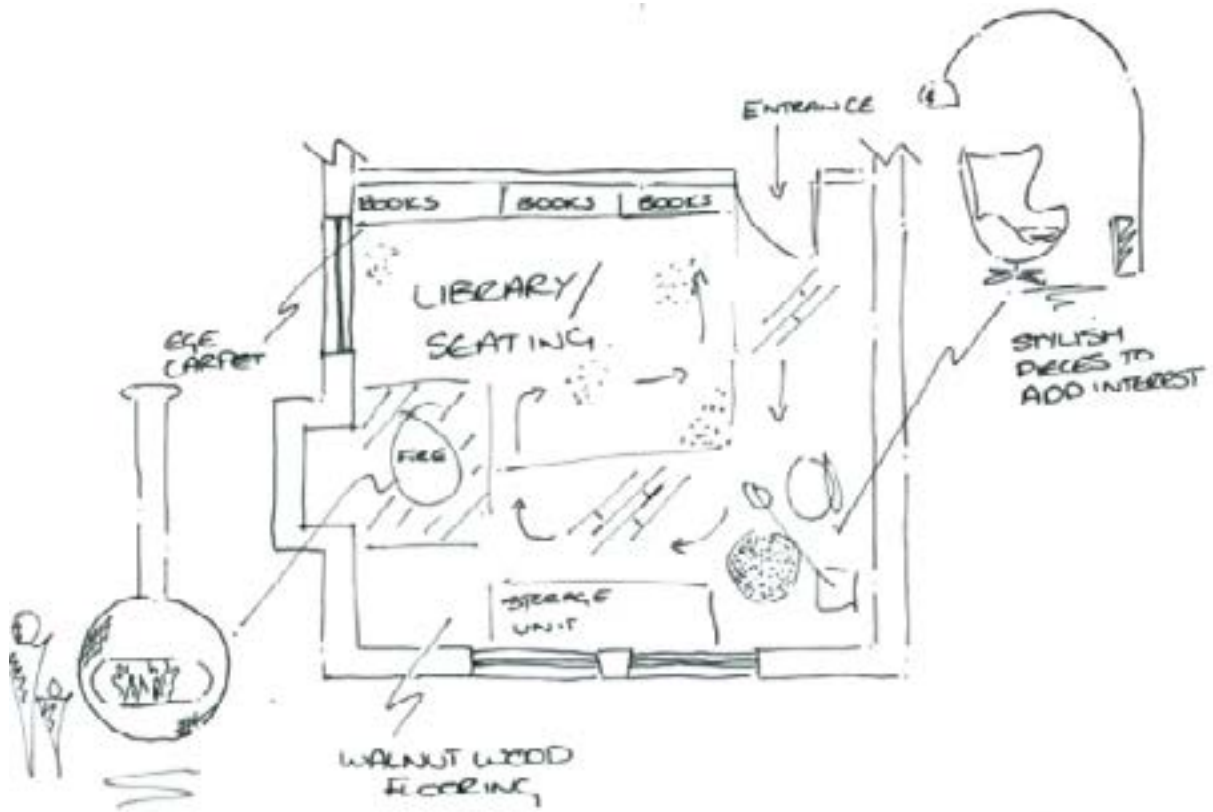 ENTRANCE
BOOKS BOOKS BOOKS
LIBRARY/
SEATING
EGE
CARPET
STYLISH
PIECES TO
ADD INTEREST
FIRE
STORAGE
UNIT
WALNUT WOOD
FLOORING